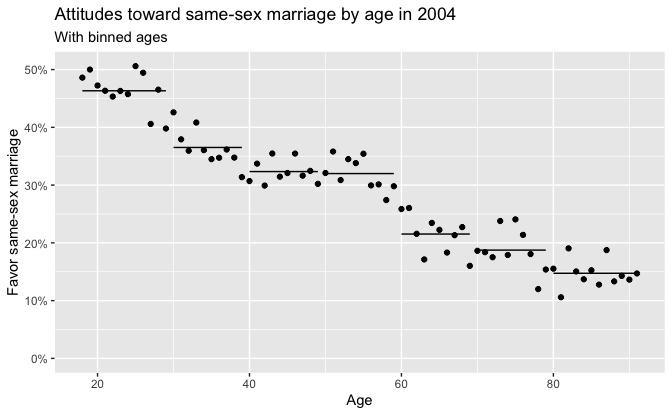 Attitudes toward same-sex marriage by age in 2004
With binned ages
50%
40%
30%
20%
10%
0%
Favor same-sex marriage
20 40 60 80
Age